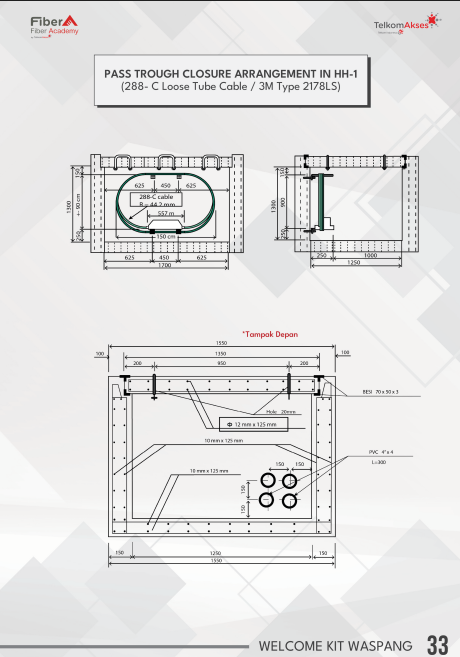 FiberA
Fiber Academy
TelkomAkses
PASS TROUGH CLOSURE ARRANGEMENT IN HH-1
(288- C Loose Tube Cable / 3M Type 2178LS)
150
625 450 625
288-C cable
R = 44.2 mm
1300
90 cm
557 m
150 cm
250
625 450 625
1700
150
1300
900
250
250 1000
1250
*Tampak Depan
1550
100 1350 100
200 950 200
BESI 70 x 50 x 3
Hole 20mm
Φ 12 mm x 125 mm
10 mm x 125 mm
PVC 4" x 4
L=300
150 150
10 mm x 125 mm
150
150
150 1250 150
1550
WELCOME KIT WASPANG 33